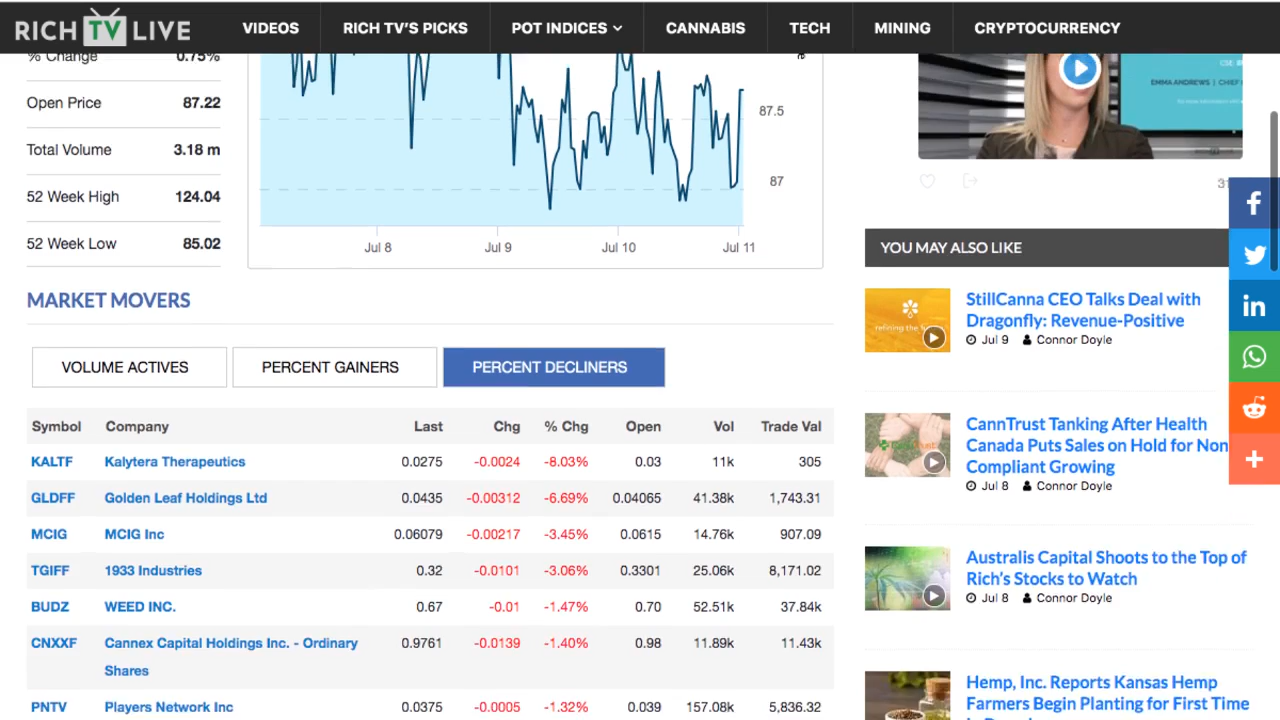 RICH TV LIVE
VIDEOS
RICH TV'S PICKS
POT INDICES
CANNABIS
TECH
MINING
CRYPTOCURRENCY
% Change 0.75%
Open Price 87.22
Total Volume 3.18 m
52 Week High 124.04
52 Week Low 85.02
87.5
87
Jul 8 Jul 9 Jul 10 Jul 11
EMMA ANDREWS | CHIEF
MARKET MOVERS
VOLUME ACTIVES
PERCENT GAINERS
PERCENT DECLINERS
Symbol Company Last Chg % Chg Open Vol Trade Val
KALTF Kalytera Therapeutics 0.0275 -0.0024 -8.03% 0.03 11k 305
GLDFF Golden Leaf Holdings Ltd 0.0435 -0.00312 -6.69% 0.04065 41.38k 1,743.31
MCIG MCIG Inc 0.06079 -0.00217 -3.45% 0.0615 14.76k 907.09
TGIFF 1933 Industries 0.32 -0.0101 -3.06% 0.3301 25.06k 8,171.02
BUDZ WEED INC. 0.67 -0.01 -1.47% 0.70 52.51k 37.84k
CNXXF Cannex Capital Holdings Inc. - Ordinary 0.9761 -0.0139 -1.40% 0.98 11.89k 11.43k
Shares
PNTV Players Network Inc 0.0375 -0.0005 -1.32% 0.039 157.08k 5,836.32
YOU MAY ALSO LIKE
StillCanna CEO Talks Deal with
Dragonfly: Revenue-Positive
Jul 9 Connor Doyle
CannTrust Tanking After Health
Canada Puts Sales on Hold for Non
Compliant Growing
Jul 8 Connor Doyle
Australis Capital Shoots to the Top of
Rich's Stocks to Watch
Jul 8 Connor Doyle
Hemp, Inc. Reports Kansas Hemp
Farmers Begin Planting for First Time